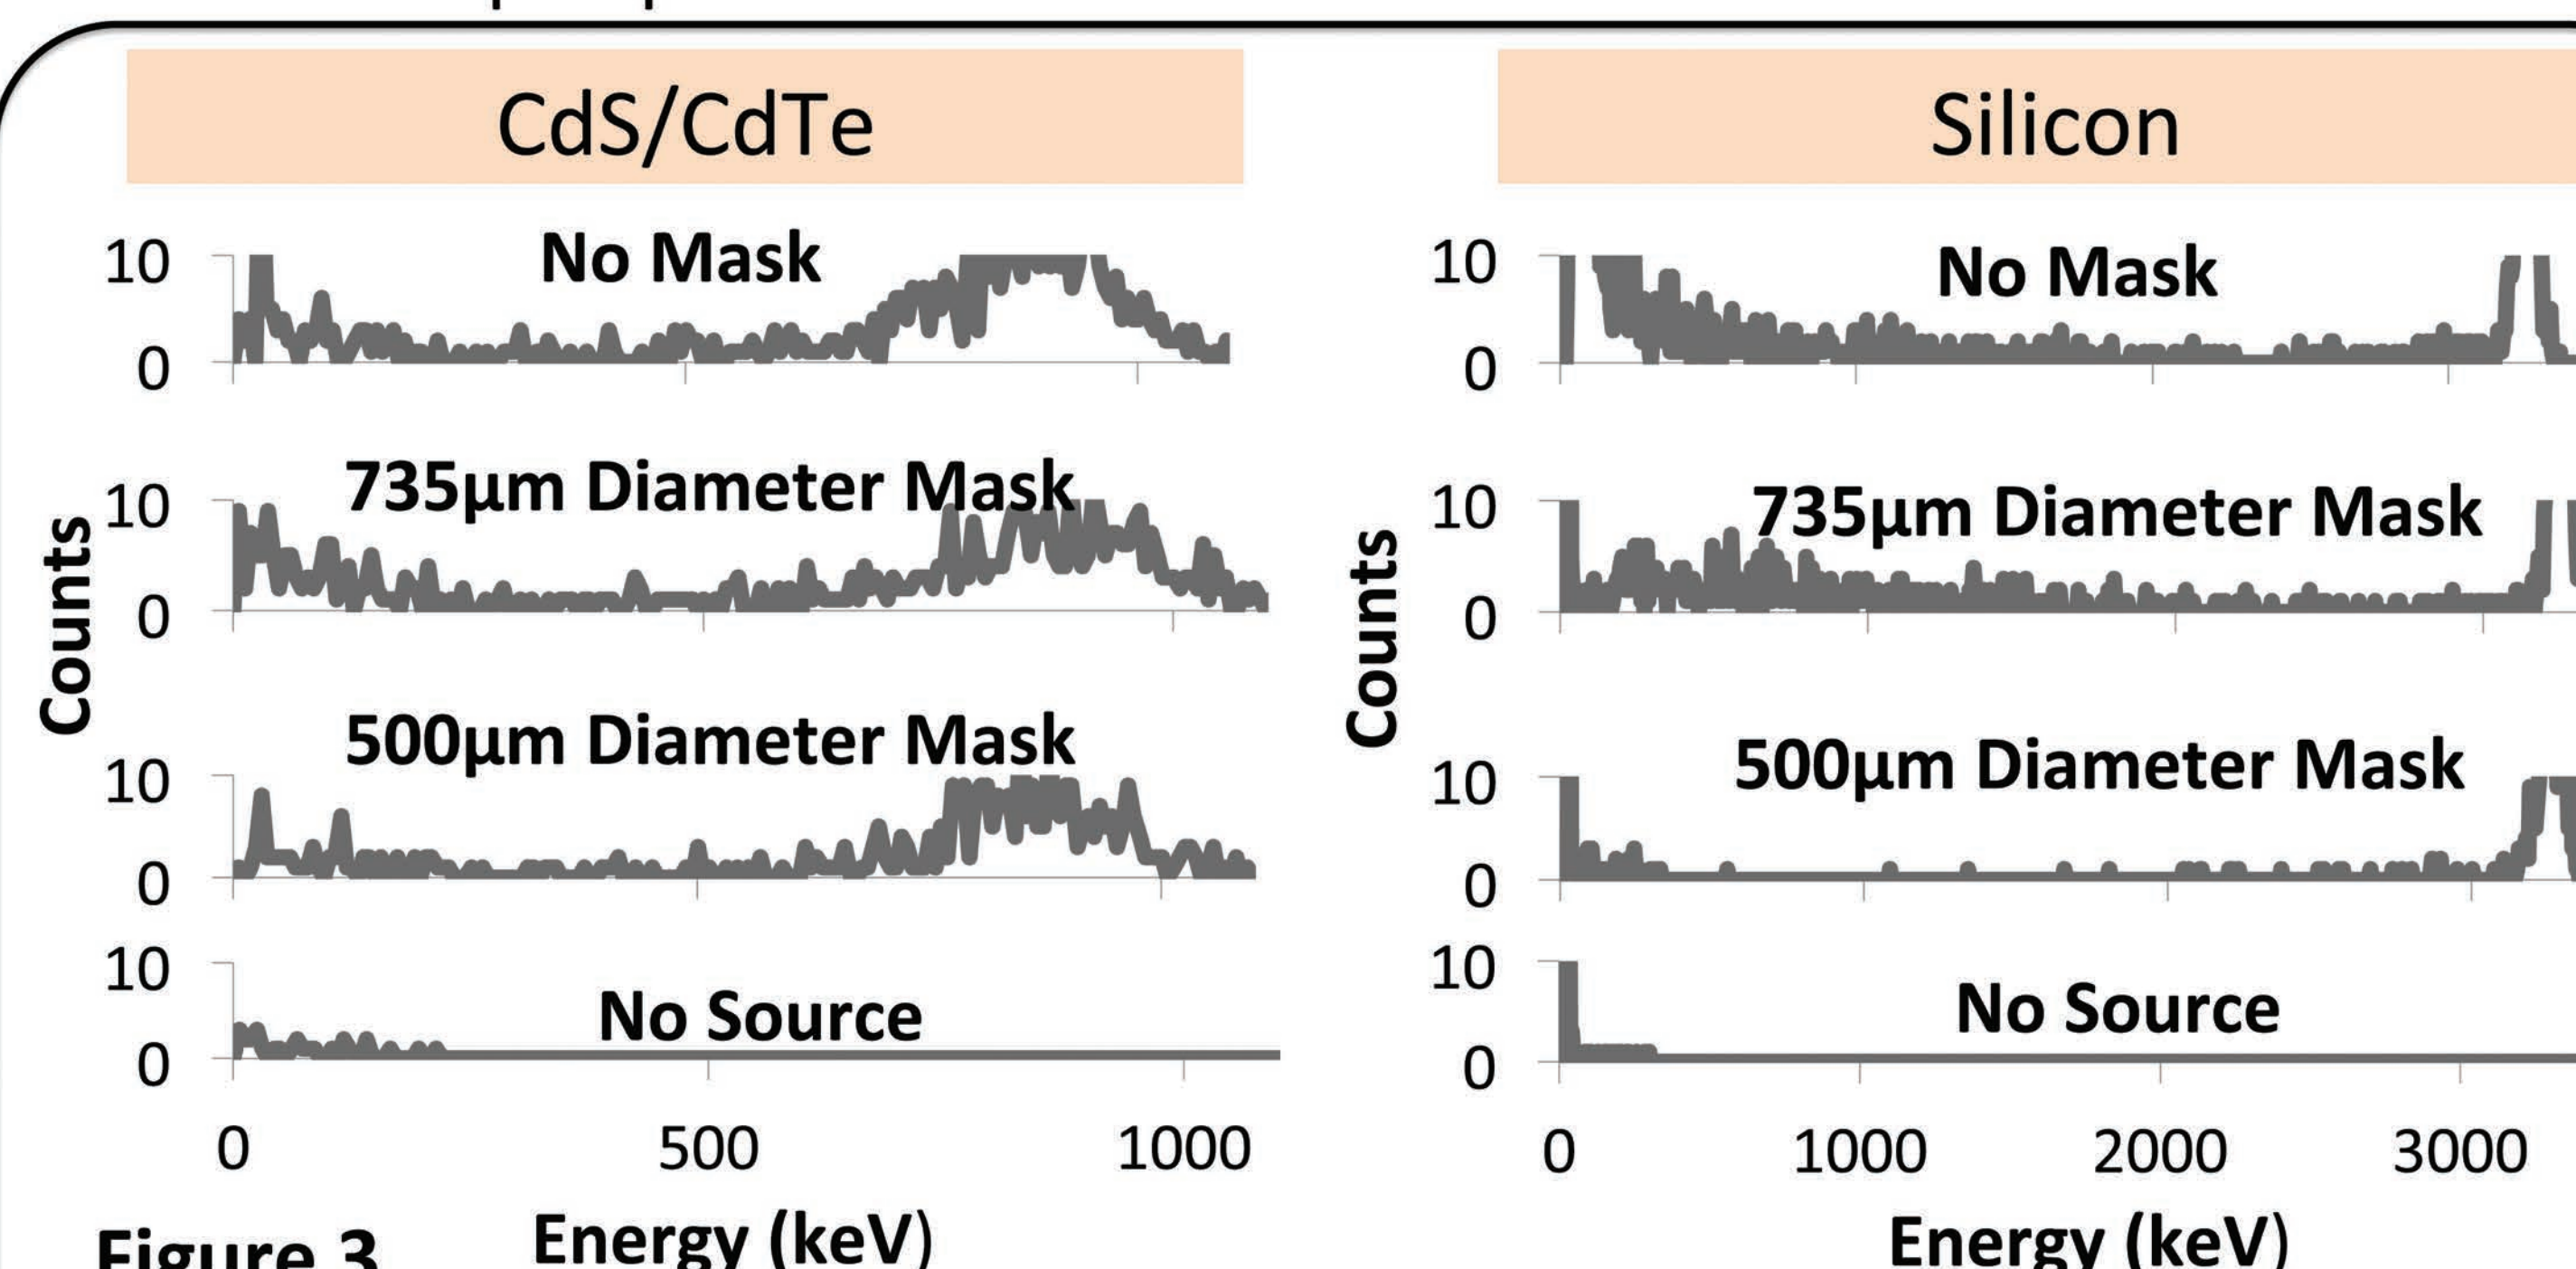 CdS/CdTe
No Mask
10
0
735µm Diameter Mask
10
0
Counts
500µm Diameter Mask
10
0
No Source
10
0
0 500 1000
Energy (keV)
Figure 3
Silicon
No Mask
10
0
735µm Diameter Mask
10
0
Counts
500µm Diameter Mask
10
0
No Source
10
0
0 1000 2000 3000
Energy (keV)